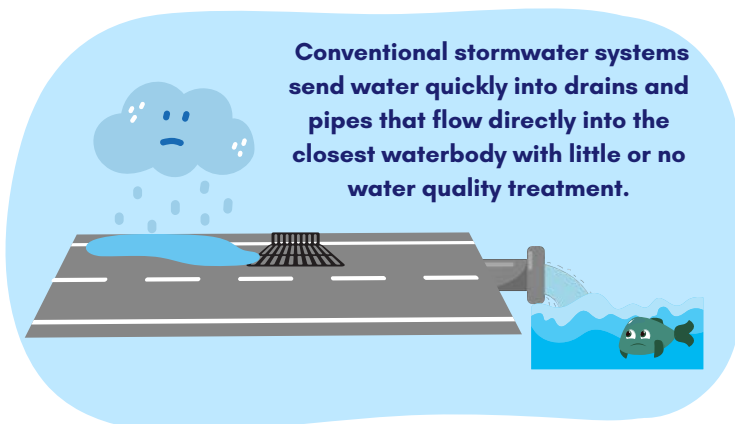 Conventional stormwater systems
send water quickly into drains and
pipes that flow directly into the
closest waterbody with little or no
water quality treatment.